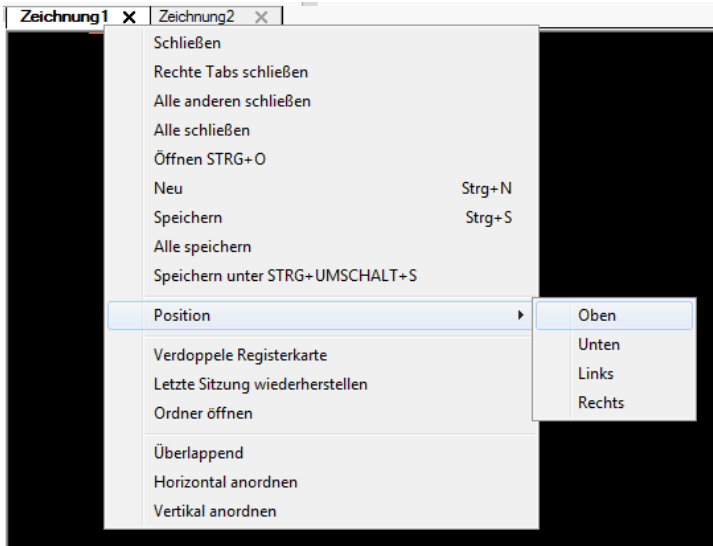 Zeichnung1 X Zeichnung2 X
Schließen
Rechte Tabs schließen
Alle anderen schließen
Alle schließen
Öffnen STRG+O
Neu Strg+N
Speichern Strg+S
Alle speichern
Speichern unter STRG+UMSCHALT+S
Position
Oben
Unten
Links
Rechts
Verdoppele Registerkarte
Letzte Sitzung wiederherstellen
Ordner öffnen
Überlappend
Horizontal anordnen
Vertikal anordnen